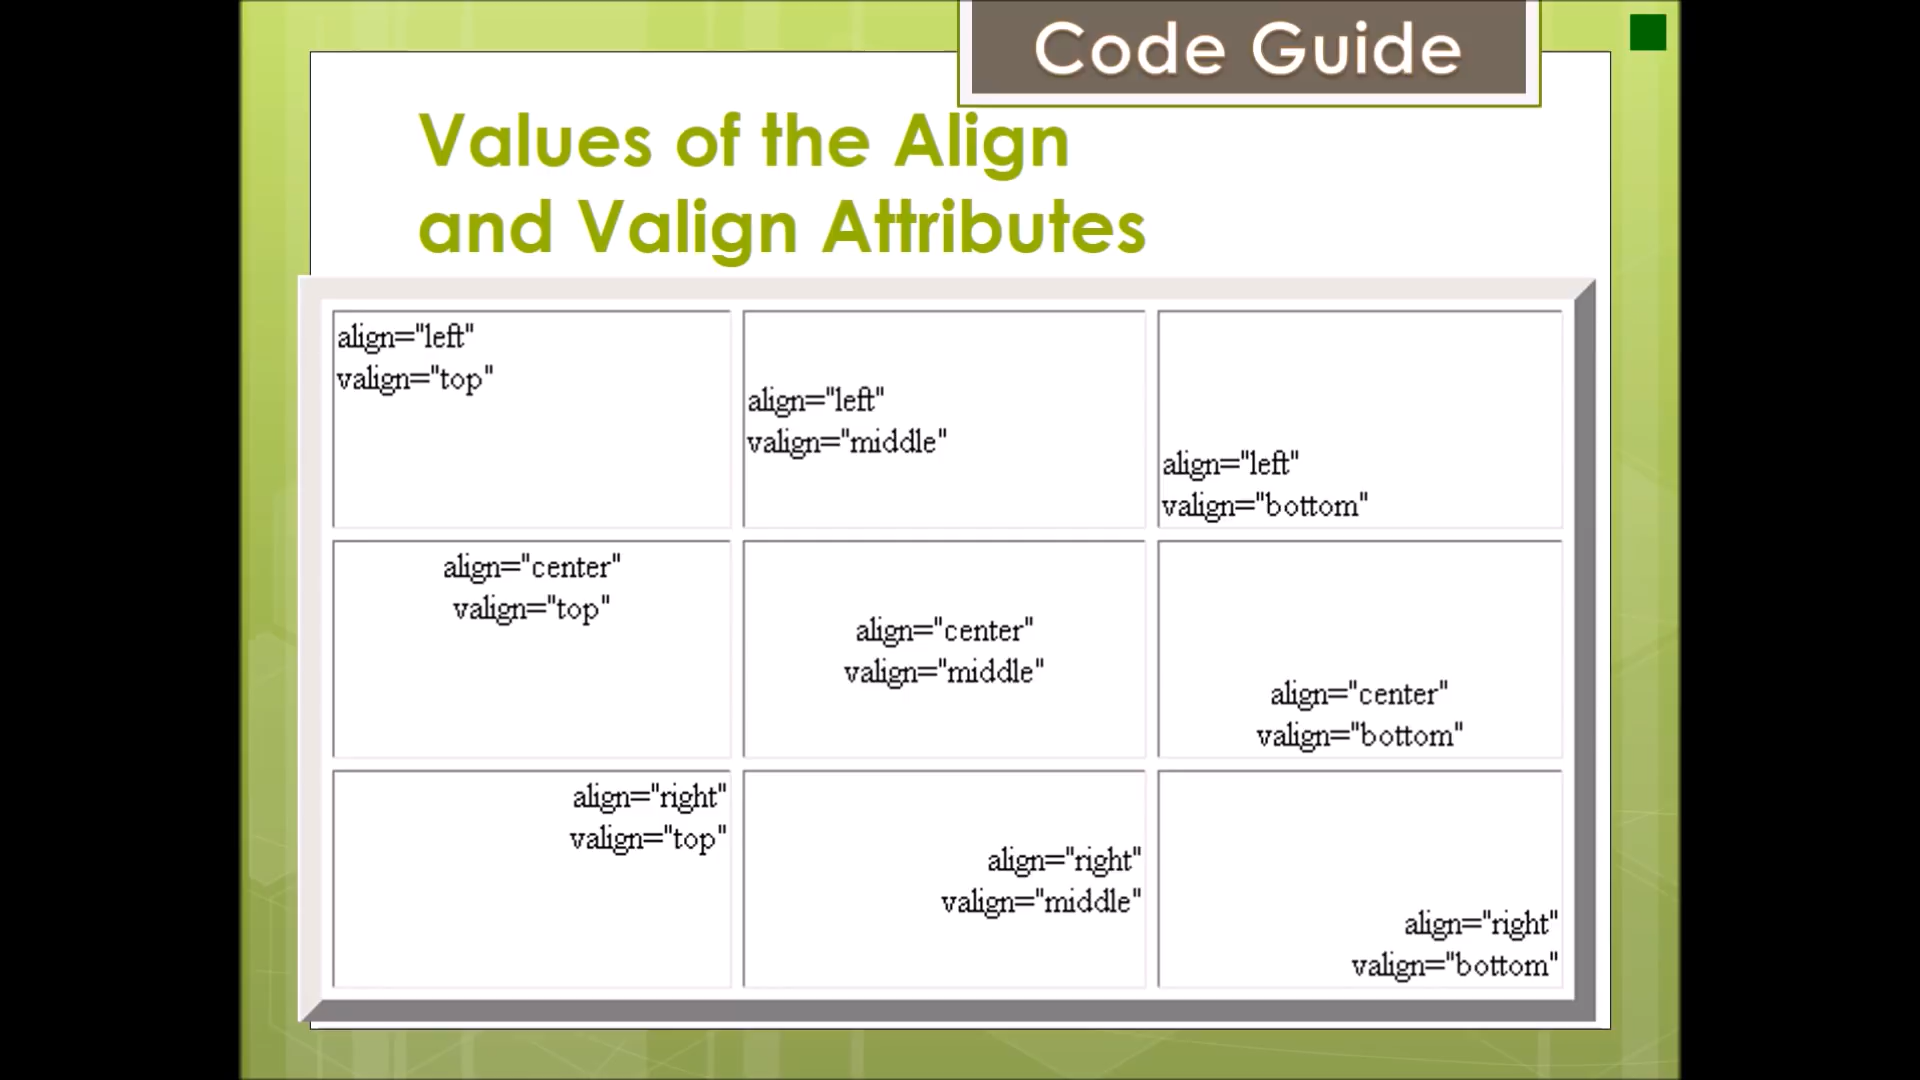 Code Guide
Values of the Align
and Valign Attributes
align="left"
valign="top"
align="left"
valign="middle"
align="left"
valign="bottom"
align="center"
valign="top"
align="center"
valign="middle"
align="center"
valign="bottom"
align="right"
valign="top"
align="right"
valign="middle"
align="right"
valign="bottom"